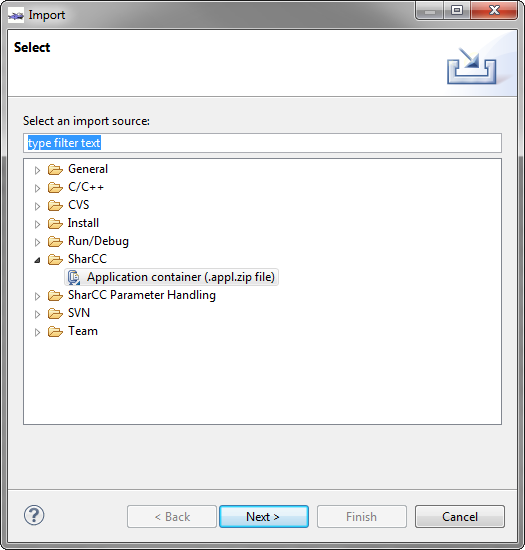 Import
Select
Select an import source:
type filter text
General
C/C++
CVS
Install
Run/Debug
SharCC
Application container (.appl.zip file)
SharCC Parameter Handling
SVN
Team
?
< Back
Next >
Finish
Cancel